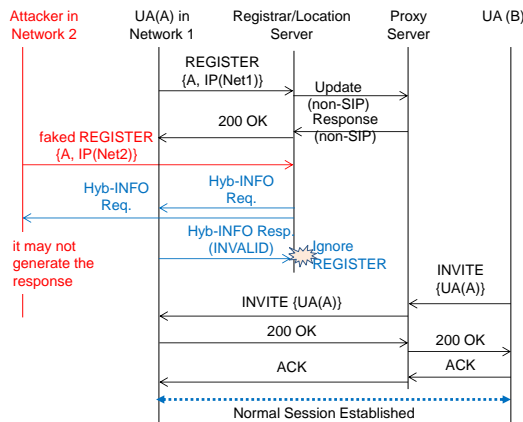 Attacker in
Network 2
UA(A) in
Network 1
Registrar/Location
Server
Proxy
Server
UA (B)
REGISTER
{A, IP(Net1)}
Update
(non-SIP)
Response
(non-SIP)
200 OK
faked REGISTER
{A, IP(Net2)}
Hyb-INFO
Req.
Hyb-INFO
Req.
Hyb-INFO Resp.
(INVALID)
Ignore
REGISTER
it may not
generate the
response
INVITE
{UA(A)}
INVITE {UA(A)}
200 OK
200 OK
ACK
ACK
Normal Session Established